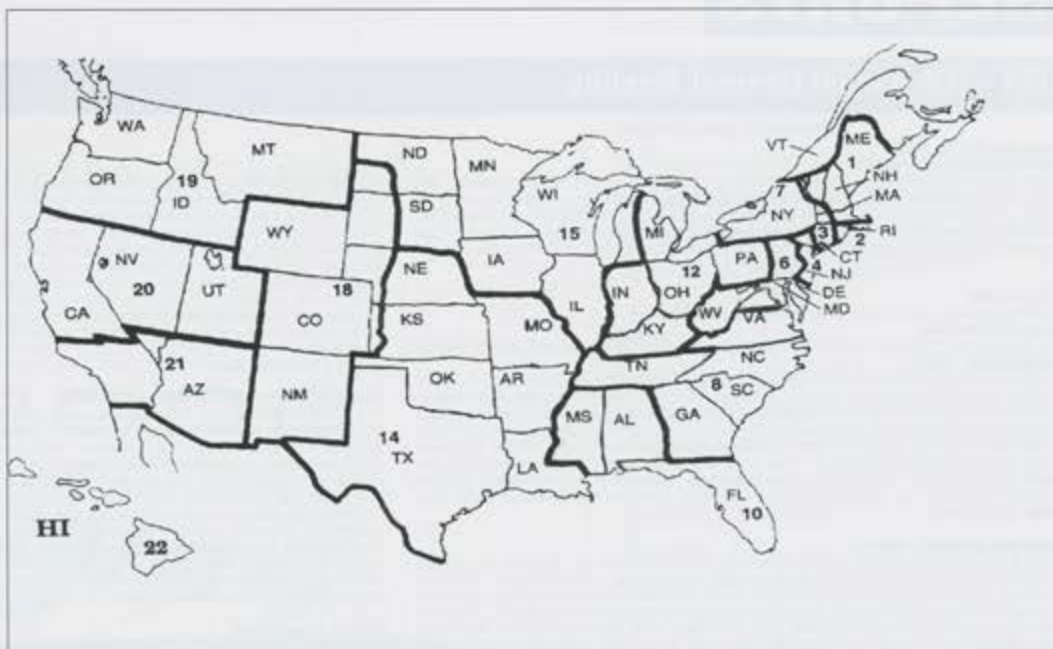 WA
MT
ND
MN
VT
ME
OR
19
ID
SD
WI
15
MI
7
NY
1
NH
MA
RI
2
3
CT
WY
NV
20
UT
18
NE
IA
IL
IN
12
OH
PA
6
4
NJ
DE
MD
CA
CO
KS
MO
KY
WV
VA
21
AZ
NM
OK
AR
TN
NC
8
SC
MS
AL
GA
14
TX
LA
FL
10
HI
22